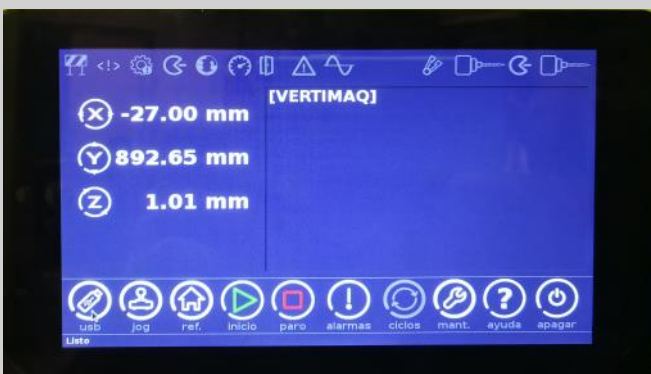 [VERTIMAQ]
X -27.00 mm
Y 892.65 mm
Z 1.01 mm
usb jog ref. inicio paro alarmas ciclos mant. ayuda apagar
Listo